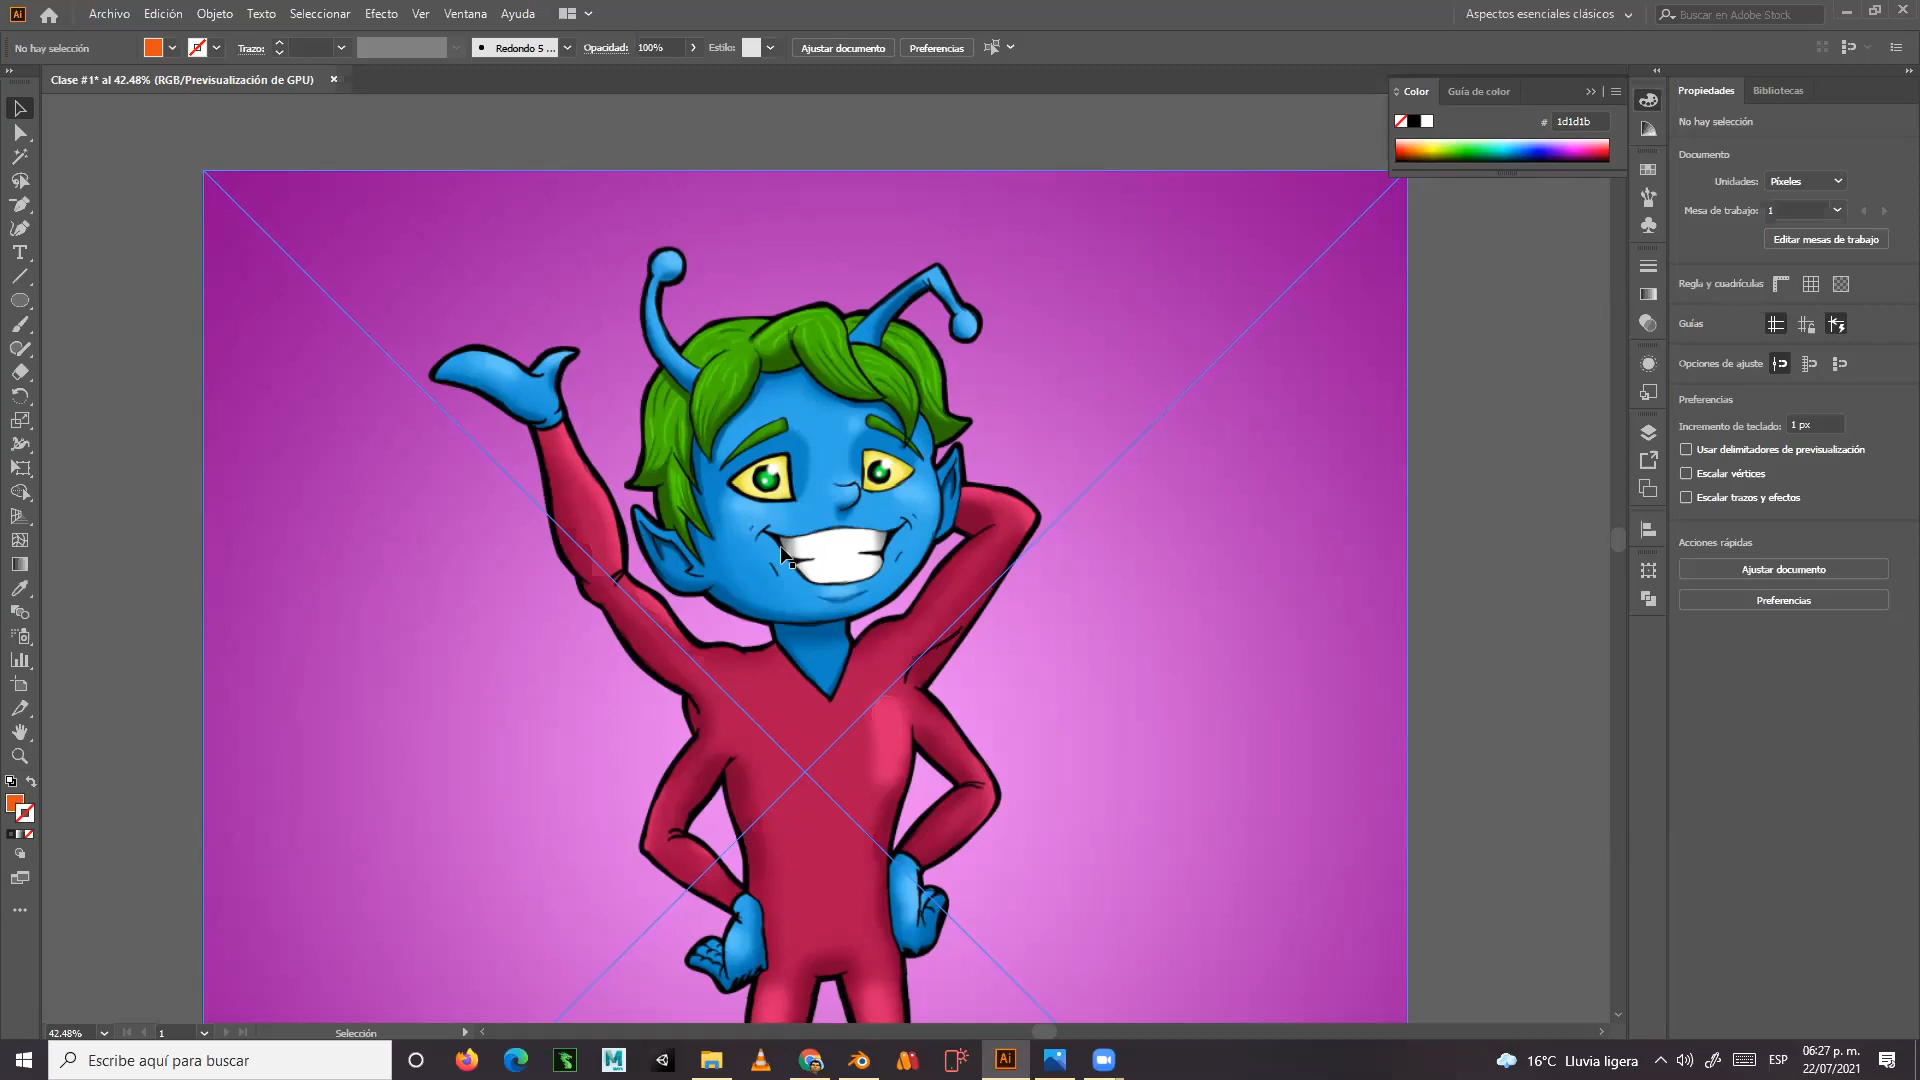 Ai Archivo Edición Objeto Texto Seleccionar Efecto Ver Ventana Ayuda Aspectos esenciales clásicos Buscar en Adobe Stock
No hay selección Trazo: Redondo 5 ... Opacidad: 100% Estilo: Ajustar documento Preferencias
Clase #1* al 42.48% (RGB/Previsualización de GPU)
Color Guía de color
# 1d1d1b
Propiedades Bibliotecas
No hay selección
Documento
Unidades: Píxeles
Mesa de trabajo: 1
Editar mesas de trabajo
Regla y cuadrículas
Guías
Opciones de ajuste
Preferencias
Incremento de teclado: 1 px
Usar delimitadores de previsualización
Escalar vértices
Escalar trazos y efectos
Acciones rápidas
Ajustar documento
Preferencias
42.48% 1 Selección
Escribe aquí para buscar
M
Ai
16°C Lluvia ligera
ESP
06:27 p. m.
22/07/2021